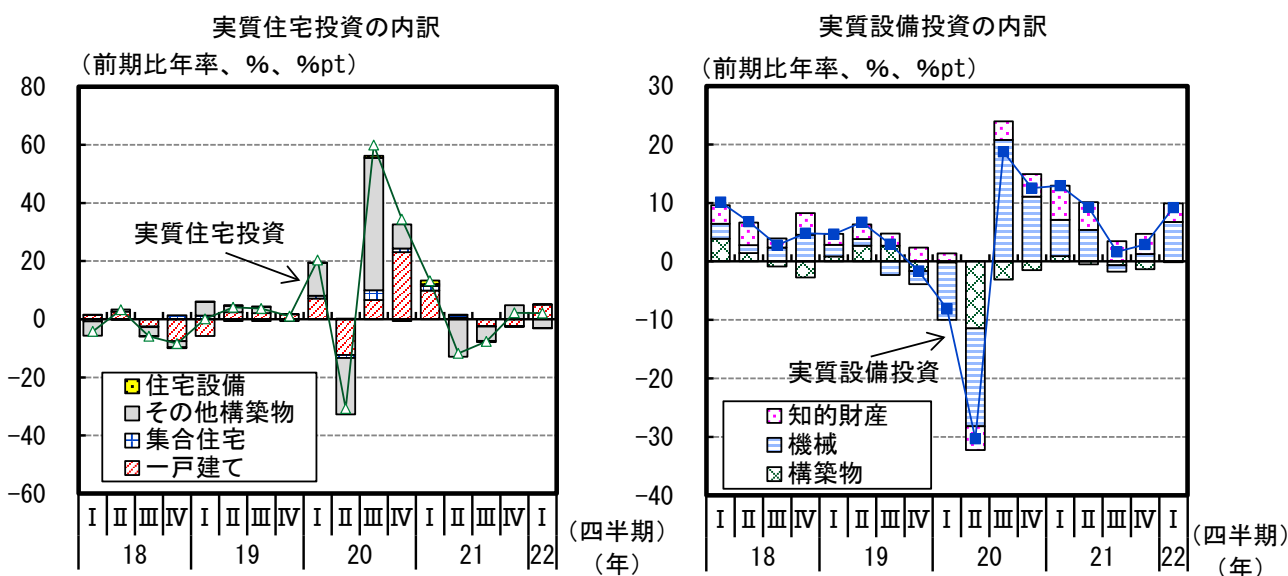 実質住宅投資の内訳
(前期比年率、%、%pt)
80
60
40
20
0
-20
-40
-60
実質住宅投資
住宅設備
その他構築物
集合住宅
一戸建て
Ⅰ Ⅱ Ⅲ Ⅳ Ⅰ Ⅱ Ⅲ Ⅳ Ⅰ Ⅱ Ⅲ Ⅳ Ⅰ Ⅱ Ⅲ Ⅳ Ⅰ
(四半期)
18 19 20 21 22
(年)
実質設備投資の内訳
(前期比年率、%、%pt)
30
20
10
0
-10
-20
-30
-40
実質設備投資
知的財産
機械
構築物
Ⅰ Ⅱ Ⅲ Ⅳ Ⅰ Ⅱ Ⅲ Ⅳ Ⅰ Ⅱ Ⅲ Ⅳ Ⅰ Ⅱ Ⅲ Ⅳ Ⅰ
(四半期)
18 19 20 21 22
(年)